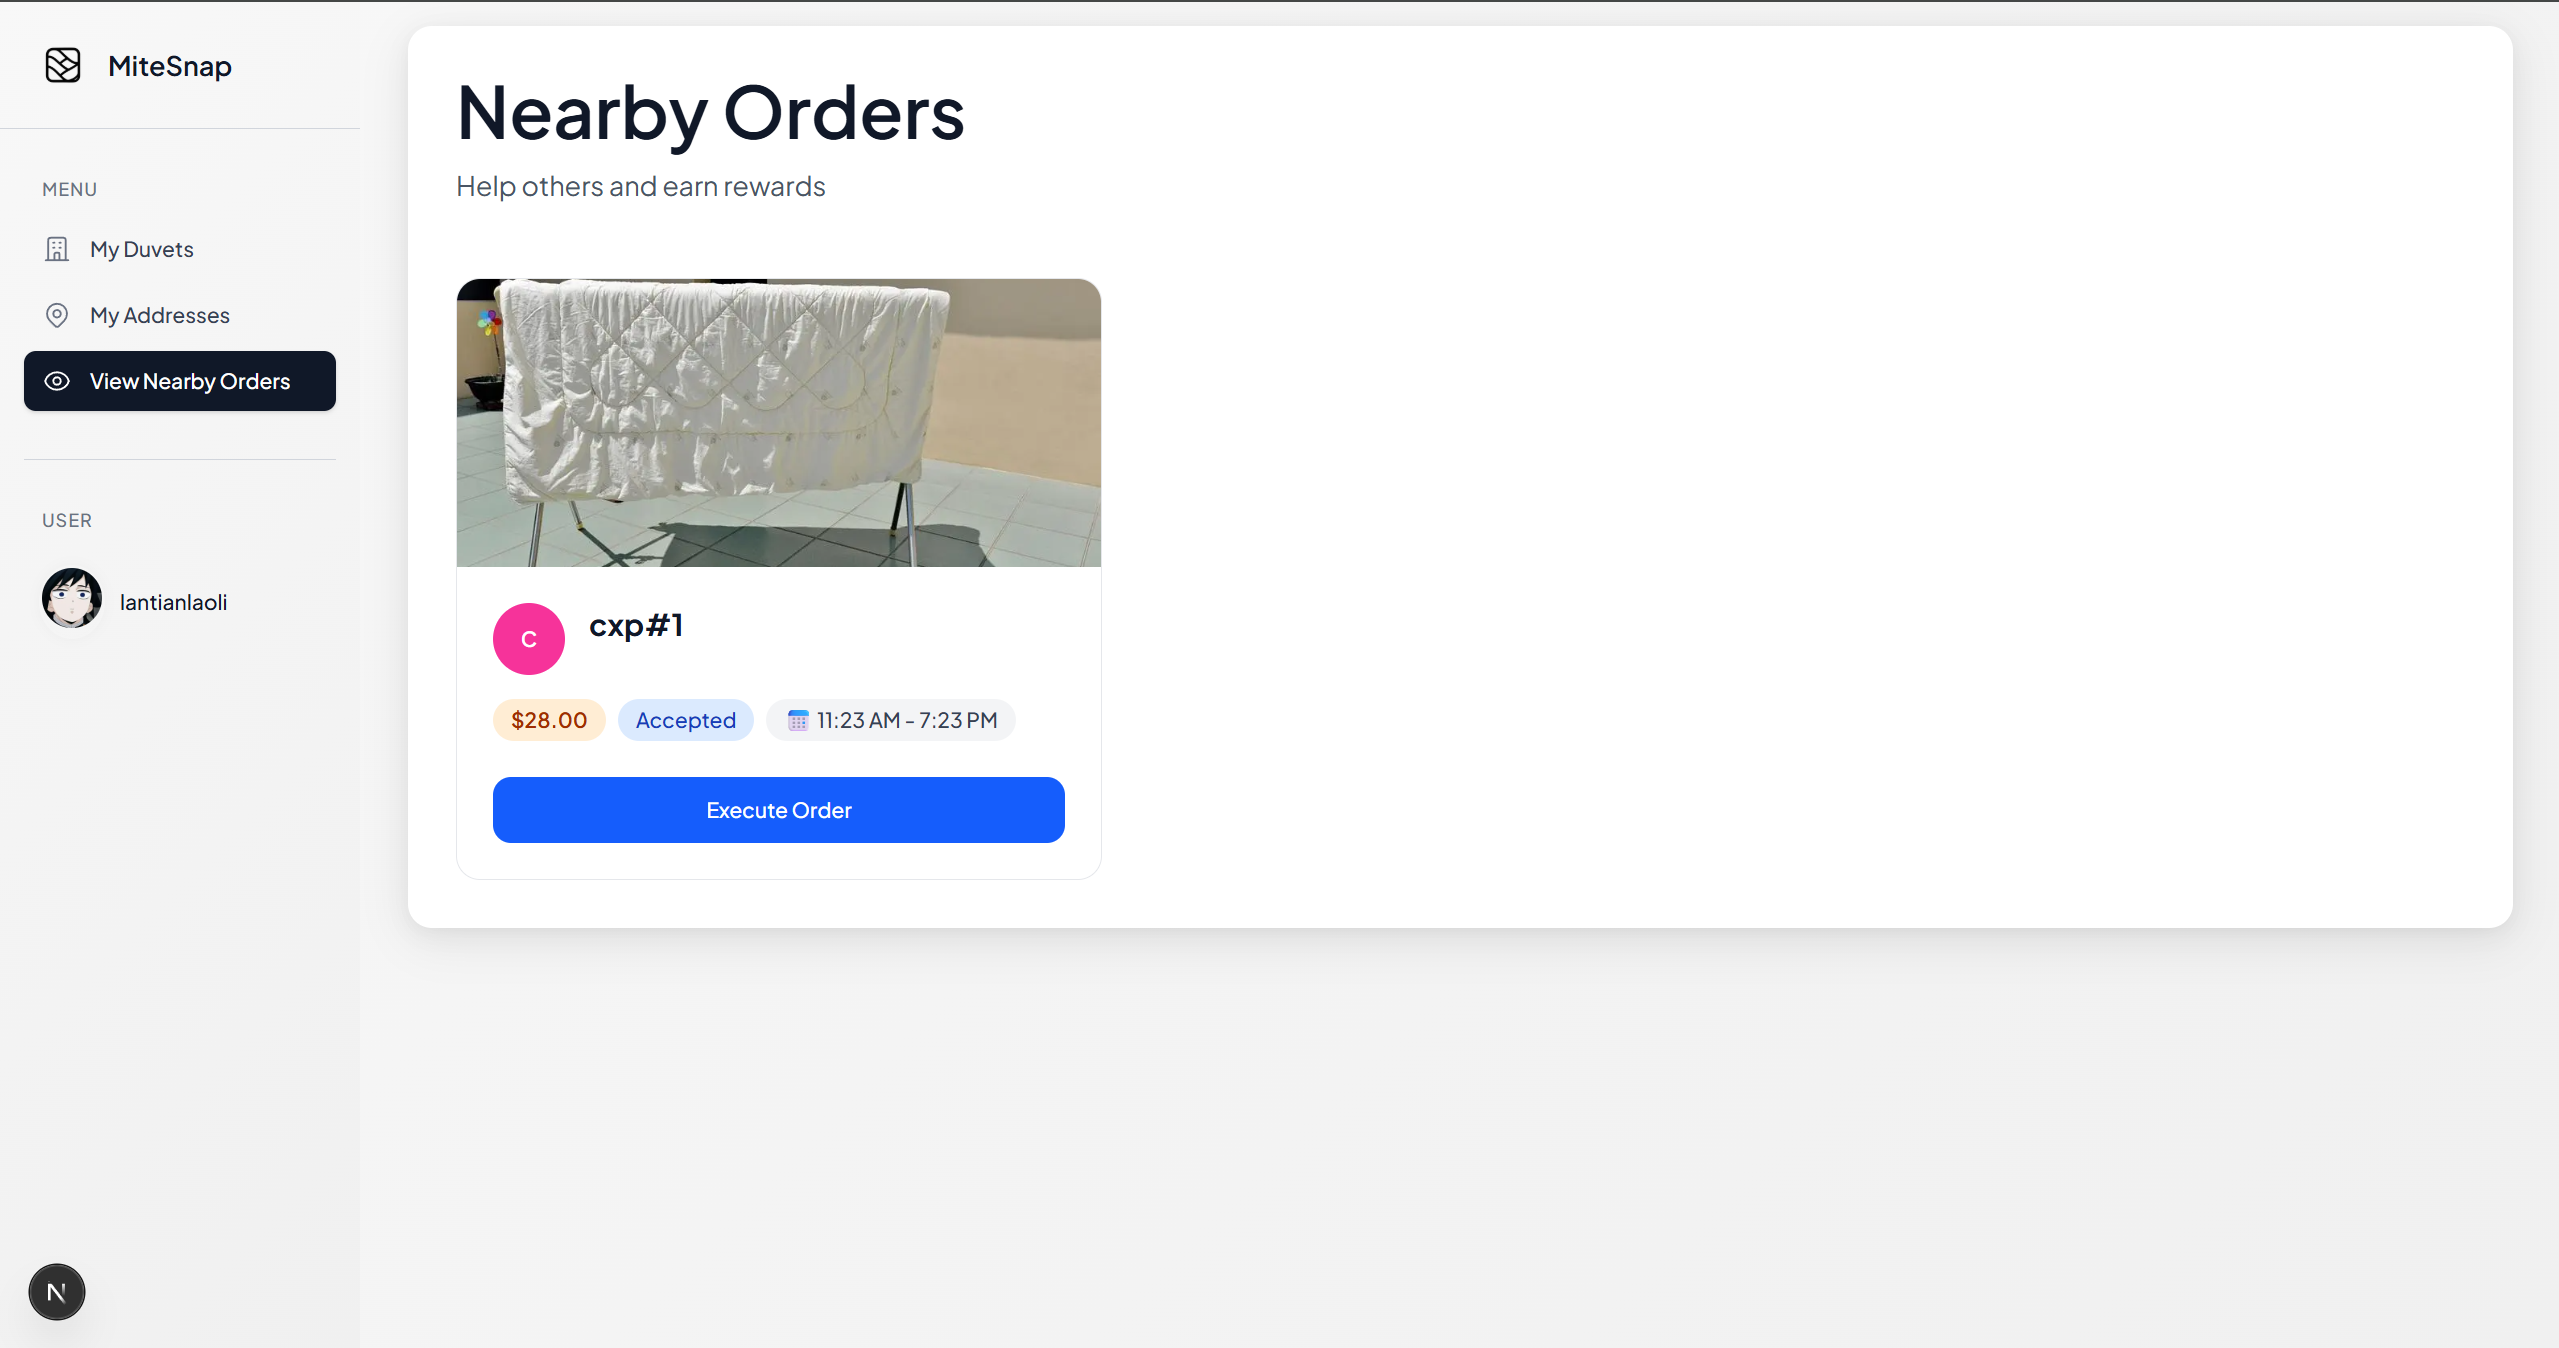 MiteSnap
MENU
My Duvets
My Addresses
View Nearby Orders
USER
lantianlaoli
N
Nearby Orders
Help others and earn rewards
C
cxp#1
$28.00
Accepted
11:23 AM - 7:23 PM
Execute Order